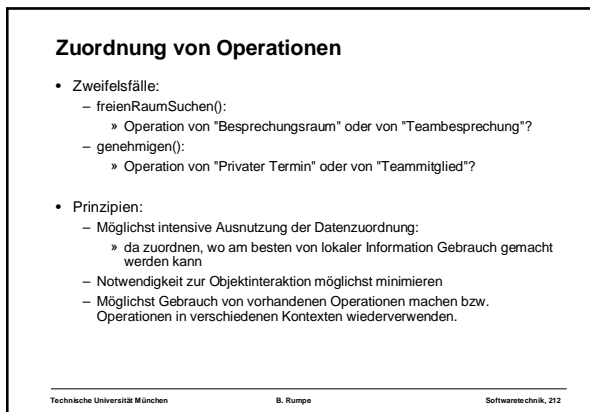 Zuordnung von Operationen
• Zweifelsfälle:
– freienRaumSuchen():
» Operation von "Besprechungsraum" oder von "Teambesprechung"?
– genehmigen():
» Operation von "Privater Termin" oder von "Teammitglied"?
• Prinzipien:
– Möglichst intensive Ausnutzung der Datenzuordnung:
» da zuordnen, wo am besten von lokaler Information Gebrauch gemacht
werden kann
– Notwendigkeit zur Objektinteraktion möglichst minimieren
– Möglichst Gebrauch von vorhandenen Operationen machen bzw.
Operationen in verschiedenen Kontexten wiederverwenden.
Technische Universität München B. Rumpe Softwaretechnik, 212